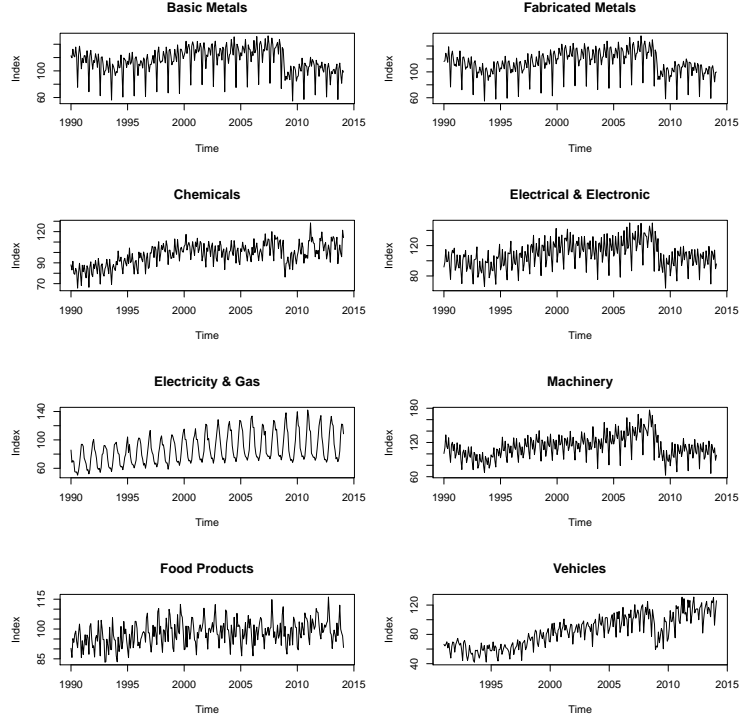 Basic Metals
Index
60 100
1990 1995 2000 2005 2010 2015
Time
Fabricated Metals
Index
60 100
1990 1995 2000 2005 2010 2015
Time
Chemicals
Index
70 90 120
1990 1995 2000 2005 2010 2015
Time
Electrical & Electronic
Index
80 120
1990 1995 2000 2005 2010 2015
Time
Electricity & Gas
Index
60 100 140
1990 1995 2000 2005 2010 2015
Time
Machinery
Index
60 120 180
1990 1995 2000 2005 2010 2015
Time
Food Products
Index
85 100 115
1990 1995 2000 2005 2010 2015
Time
Vehicles
Index
40 80 120
1995 2000 2005 2010 2015
Time